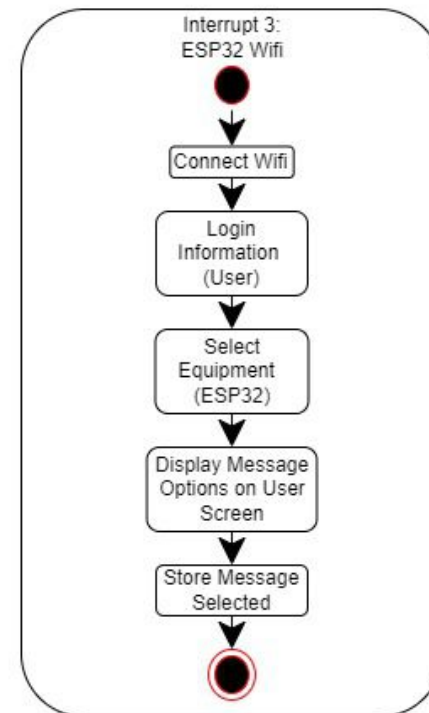 Interrupt 3:
ESP32 Wifi
Connect Wifi
Login
Information
(User)
Select
Equipment
(ESP32)
Display Message
Options on User
Screen
Store Message
Selected